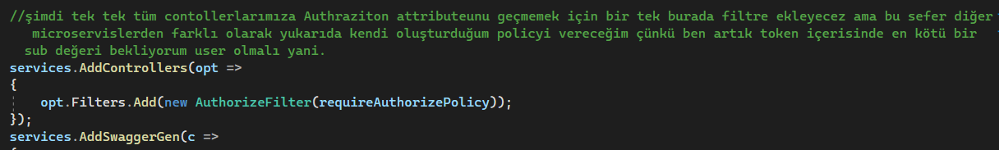 //şimdi tek tek tüm contollerlarımıza Authraziton attributeunu geçmemek için bir tek burada filtre ekleyecez ama bu sefer diğer
microservislerden farklı olarak yukarıda kendi oluşturduğum policyi vereceğim çünkü ben artık token içerisinde en kötü bir
sub değeri bekliyorum user olmalı yani.
services.AddControllers(opt =>
{
opt.Filters.Add(new AuthorizeFilter(requireAuthorizePolicy));
});
services.AddSwaggerGen(c =>